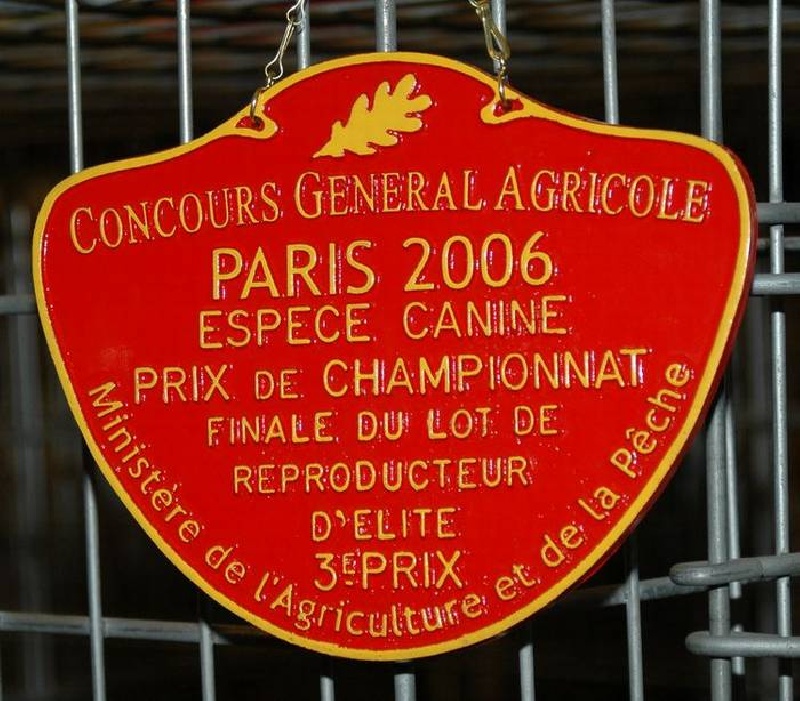 CONCOURS GENERAL AGRICOLE
PARIS 2006
ESPECE CANINE
PRIX DE CHAMPIONNAT
FINALE DU LOT DE
REPRODUCTEUR
D'ELITE
3E PRIX
Ministère de l'Agriculture et de la Pêche